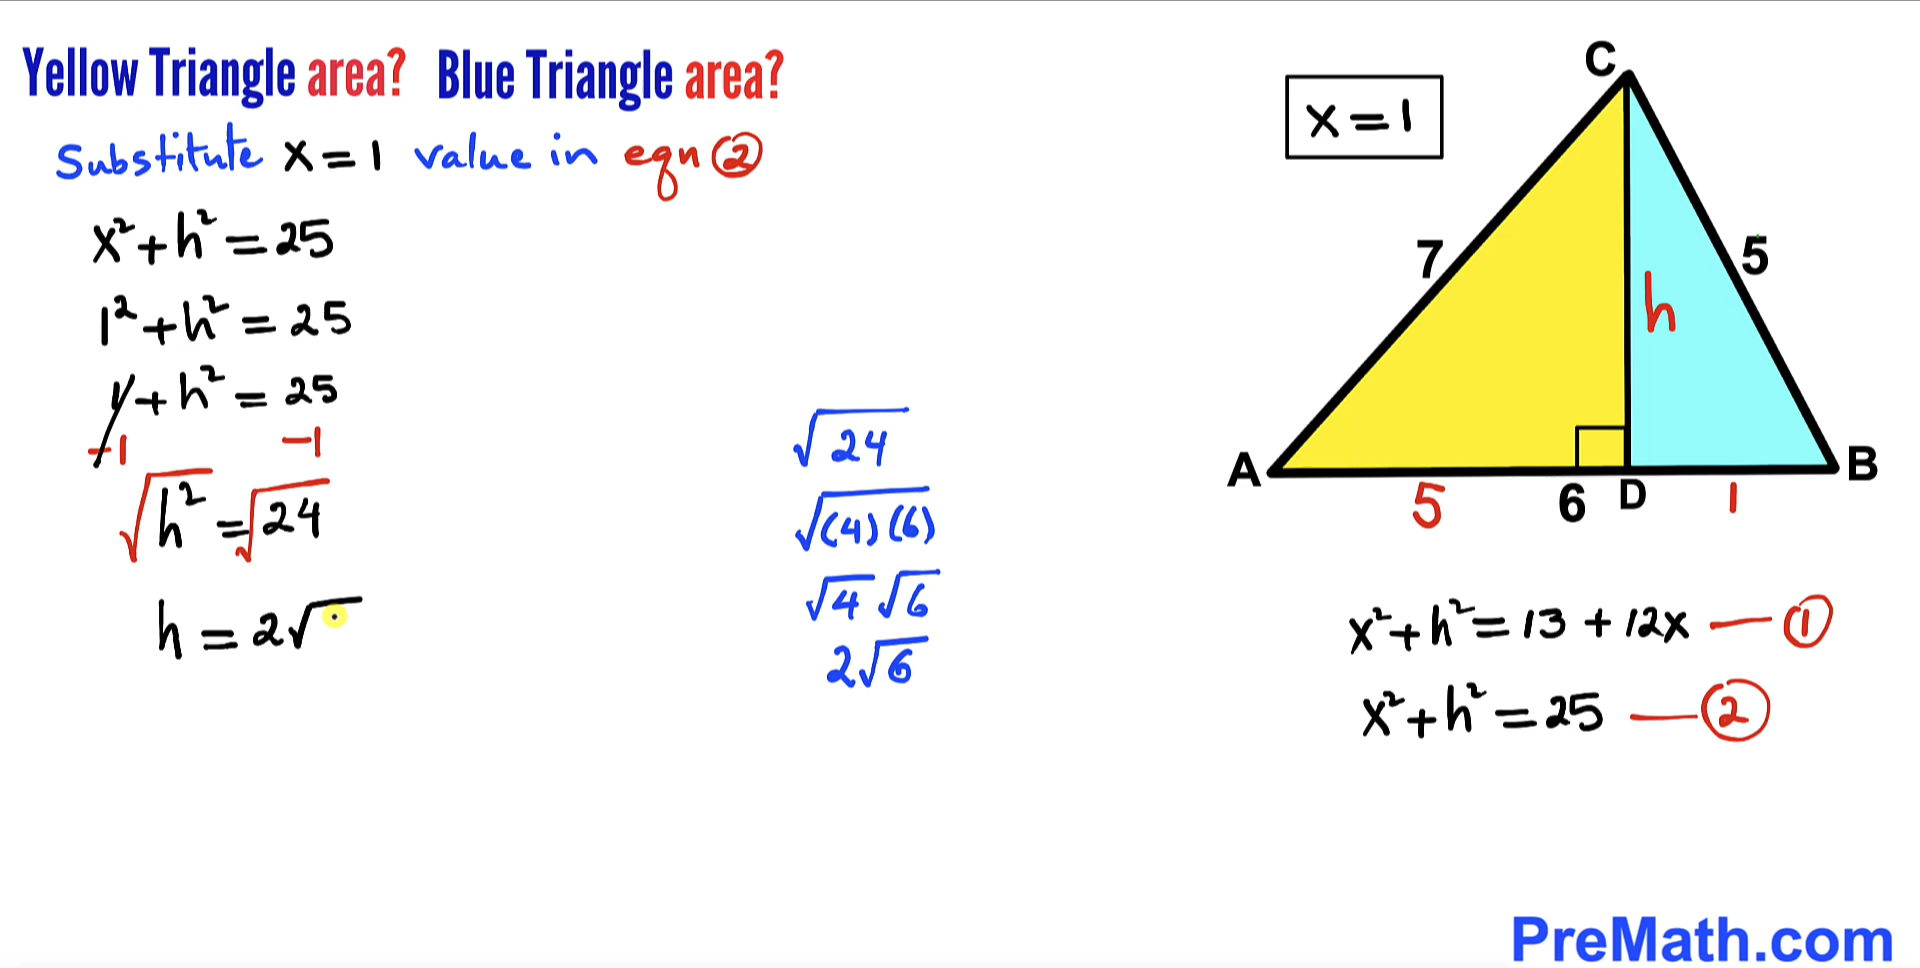 Yellow Triangle area? Blue Triangle area?
Substitute x = 1 value in eqn ②
x² + h² = 25
1² + h² = 25
1 + h² = 25
-1 -1
√h² = √24
h = 2√
√24
√(4)(6)
√4 √6
2√6
x = 1
C
7
5
h
A
B
5
6
D
1
x² + h² = 13 + 12x — ①
x² + h² = 25 — ②
PreMath.com